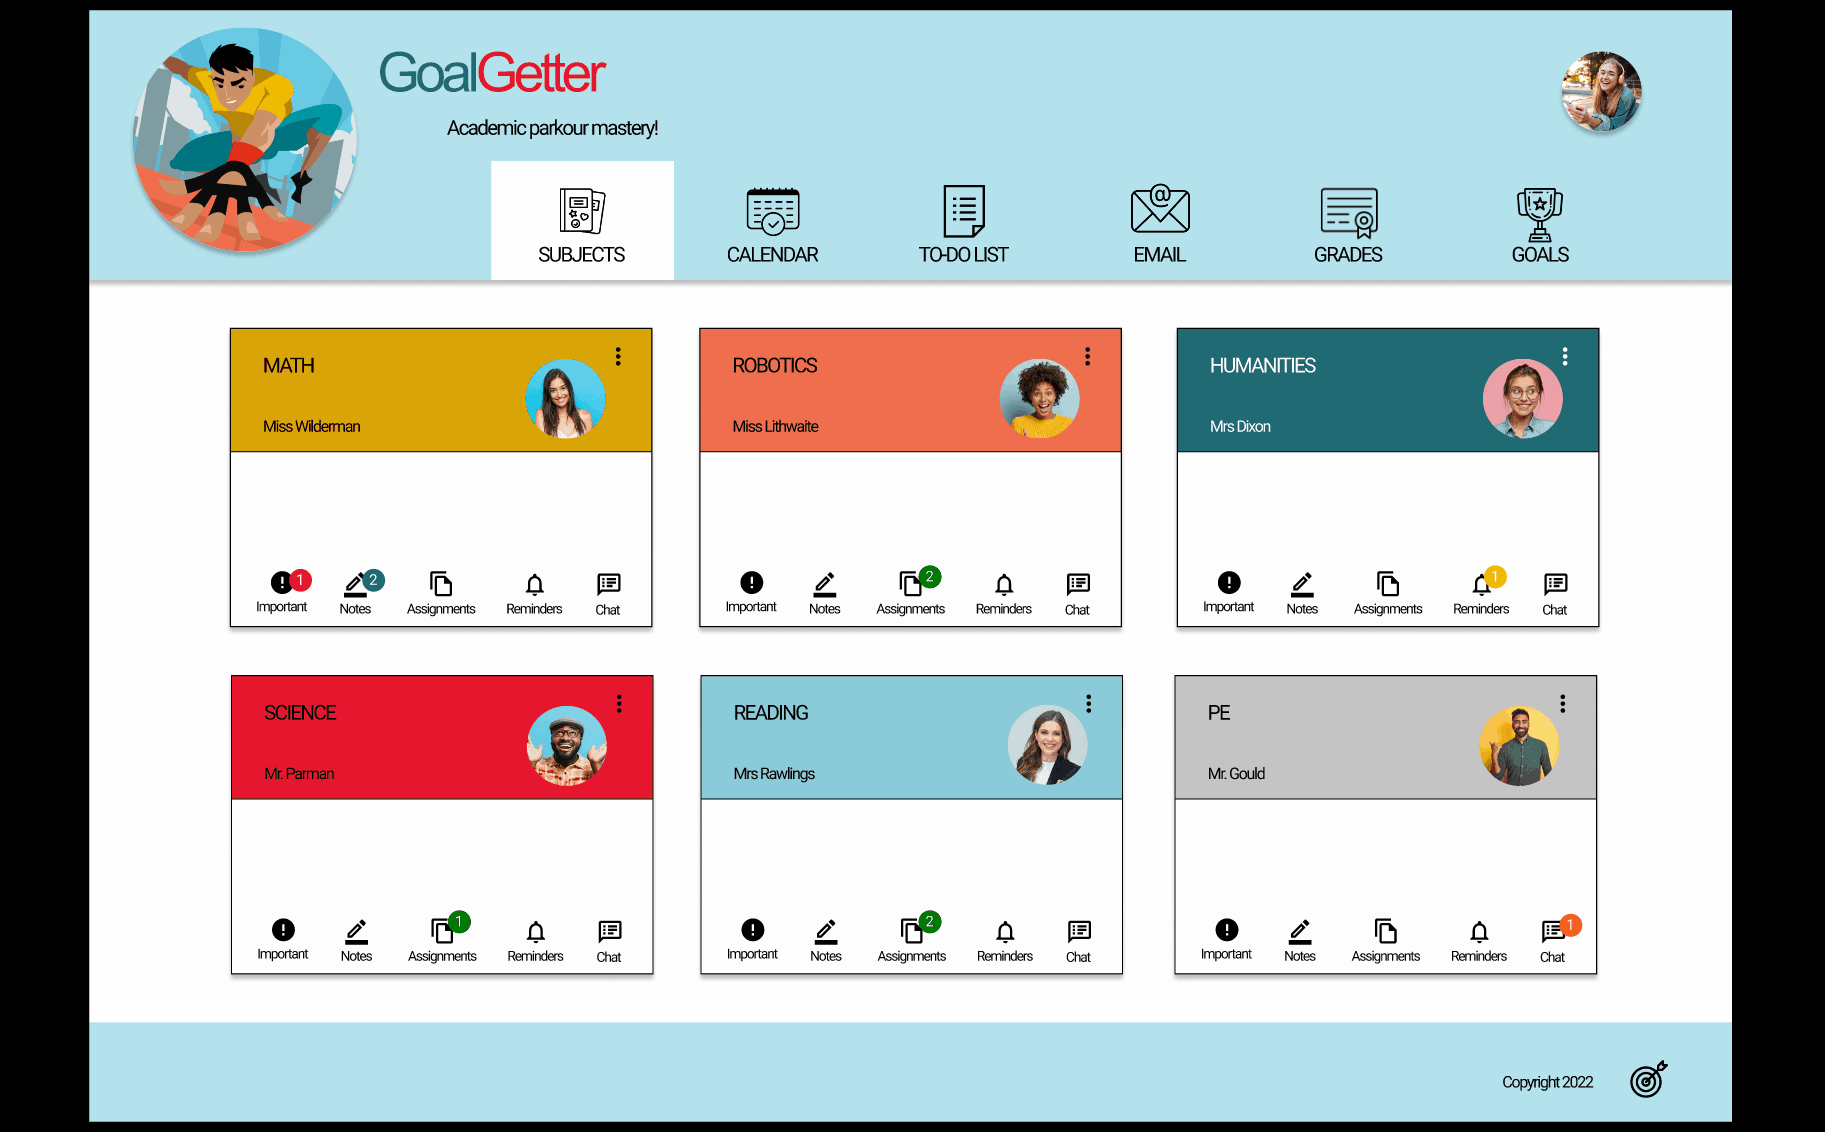 GoalGetter
Academic parkour mastery!
SUBJECTS
CALENDAR
TO-DO LIST
EMAIL
GRADES
GOALS
MATH
Miss Wilderman
1
2
Important
Notes
Assignments
Reminders
Chat
ROBOTICS
Miss Lithwaite
2
Important
Notes
Assignments
Reminders
Chat
HUMANITIES
Mrs Dixon
1
Important
Notes
Assignments
Reminders
Chat
SCIENCE
Mr. Parman
1
Important
Notes
Assignments
Reminders
Chat
READING
Mrs Rawlings
2
Important
Notes
Assignments
Reminders
Chat
PE
Mr. Gould
1
Important
Notes
Assignments
Reminders
Chat
Copyright 2022